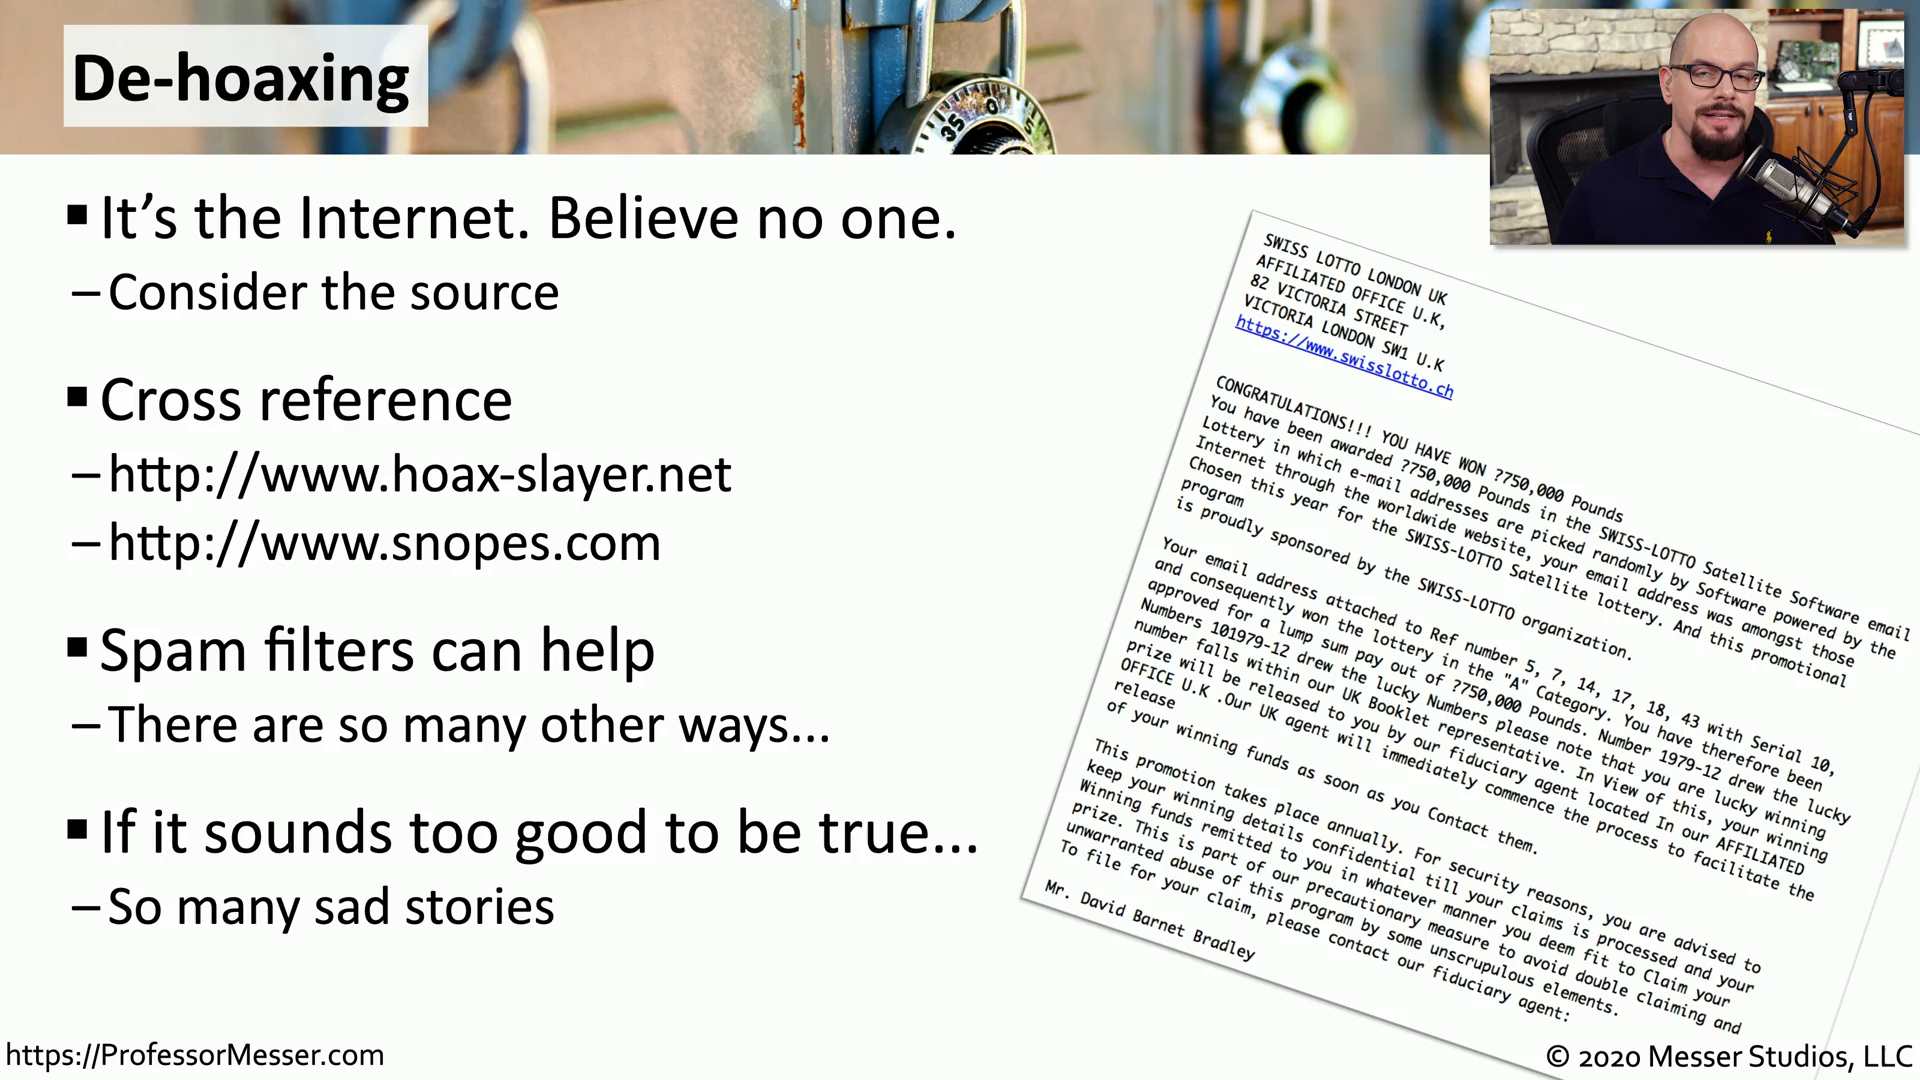 De-hoaxing
▪ It's the Internet. Believe no one.
– Consider the source
▪ Cross reference
– http://www.hoax-slayer.net
– http://www.snopes.com
▪ Spam filters can help
– There are so many other ways...
▪ If it sounds too good to be true...
– So many sad stories
SWISS LOTTO LONDON UK
AFFILIATED OFFICE U.K,
82 VICTORIA STREET
VICTORIA LONDON SW1 U.K
https://www.swisslotto.ch
CONGRATULATIONS!!! YOU HAVE WON ?750,000 Pounds
You have been awarded ?750,000 Pounds in the SWISS-LOTTO Satellite Software email
Lottery in which e-mail addresses are picked randomly by Software powered by the
Internet through the worldwide website, your email address was amongst those
Chosen this year for the SWISS-LOTTO Satellite lottery. And this promotional
program
is proudly sponsored by the SWISS-LOTTO organization.
Your email address attached to Ref number 5, 7, 14, 17, 18, 43 with Serial 10,
and consequently won the lottery in the "A" Category. You have therefore been
approved for a lump sum pay out of ?750,000 Pounds. Number 1979-12 drew the lucky
Numbers 101979-12 drew the lucky Numbers please note that you are lucky winning
number falls within our UK Booklet representative. In View of this, your winning
prize will be released to you by our fiduciary agent located In our AFFILIATED
OFFICE U.K .Our UK agent will immediately commence the process to facilitate the
release
of your winning funds as soon as you Contact them.
This promotion takes place annually. For security reasons, you are advised to
keep your winning details confidential till your claims is processed and your
Winning funds remitted to you in whatever manner you deem fit to Claim your
prize. This is part of our precautionary measure to avoid double claiming and
unwarranted abuse of this program by some unscrupulous elements.
To file for your claim, please contact our fiduciary agent:
Mr. David Barnet Bradley
https://ProfessorMesser.com
© 2020 Messer Studios, LLC
35
0